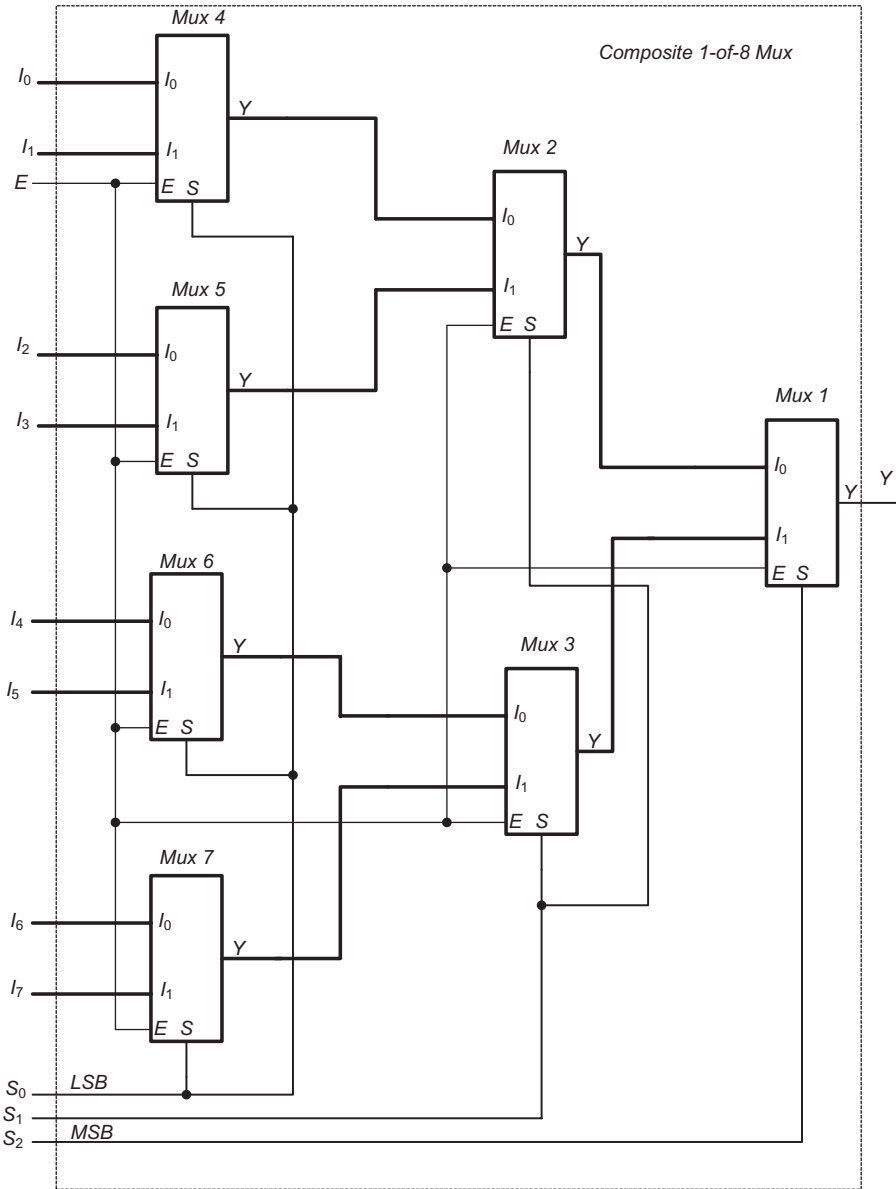 Mux 4
Composite 1-of-8 Mux
I₀ I₀
Y
I₁ I₁
E E S
Mux 2
I₀
Y
I₁
E S
Mux 5
I₂ I₀
Y
I₃ I₁
E S
Mux 1
I₀
Y Y
I₁
E S
Mux 6
I₄ I₀
Y
I₅ I₁
E S
Mux 3
I₀
Y
I₁
E S
Mux 7
I₆ I₀
Y
I₇ I₁
E S
S₀ LSB
S₁
S₂ MSB